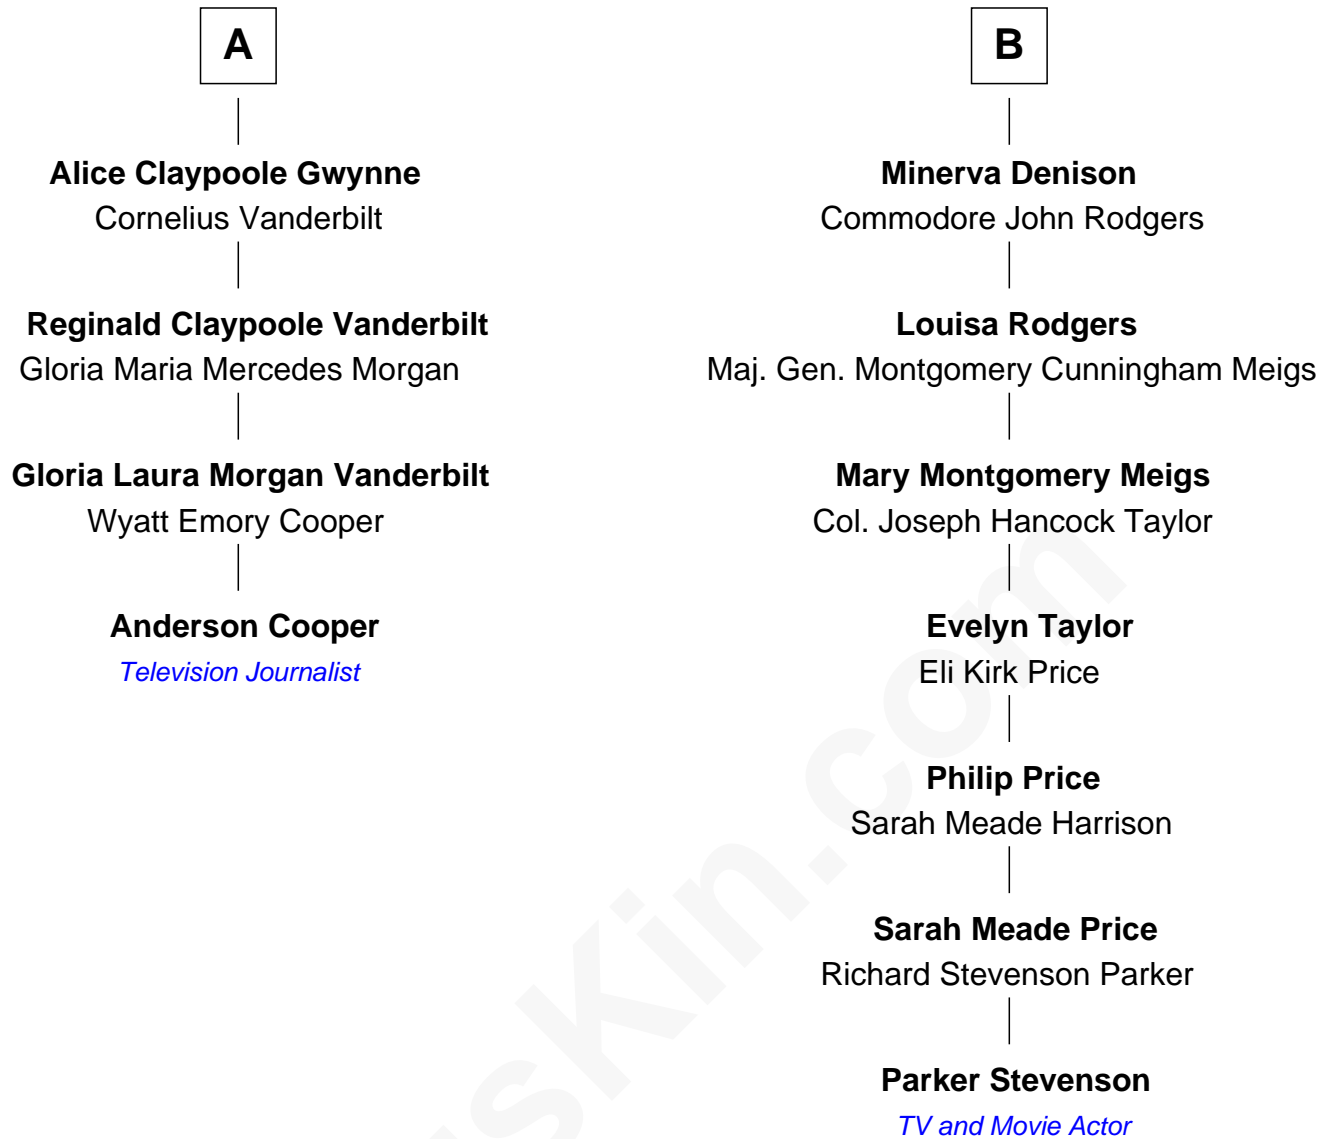 A
Alice Claypoole Gwynne
Cornelius Vanderbilt
Reginald Claypoole Vanderbilt
Gloria Maria Mercedes Morgan
Gloria Laura Morgan Vanderbilt
Wyatt Emory Cooper
Anderson Cooper
Television Journalist
B
Minerva Denison
Commodore John Rodgers
Louisa Rodgers
Maj. Gen. Montgomery Cunningham Meigs
Mary Montgomery Meigs
Col. Joseph Hancock Taylor
Evelyn Taylor
Eli Kirk Price
Philip Price
Sarah Meade Harrison
Sarah Meade Price
Richard Stevenson Parker
Parker Stevenson
TV and Movie Actor
sKin.com